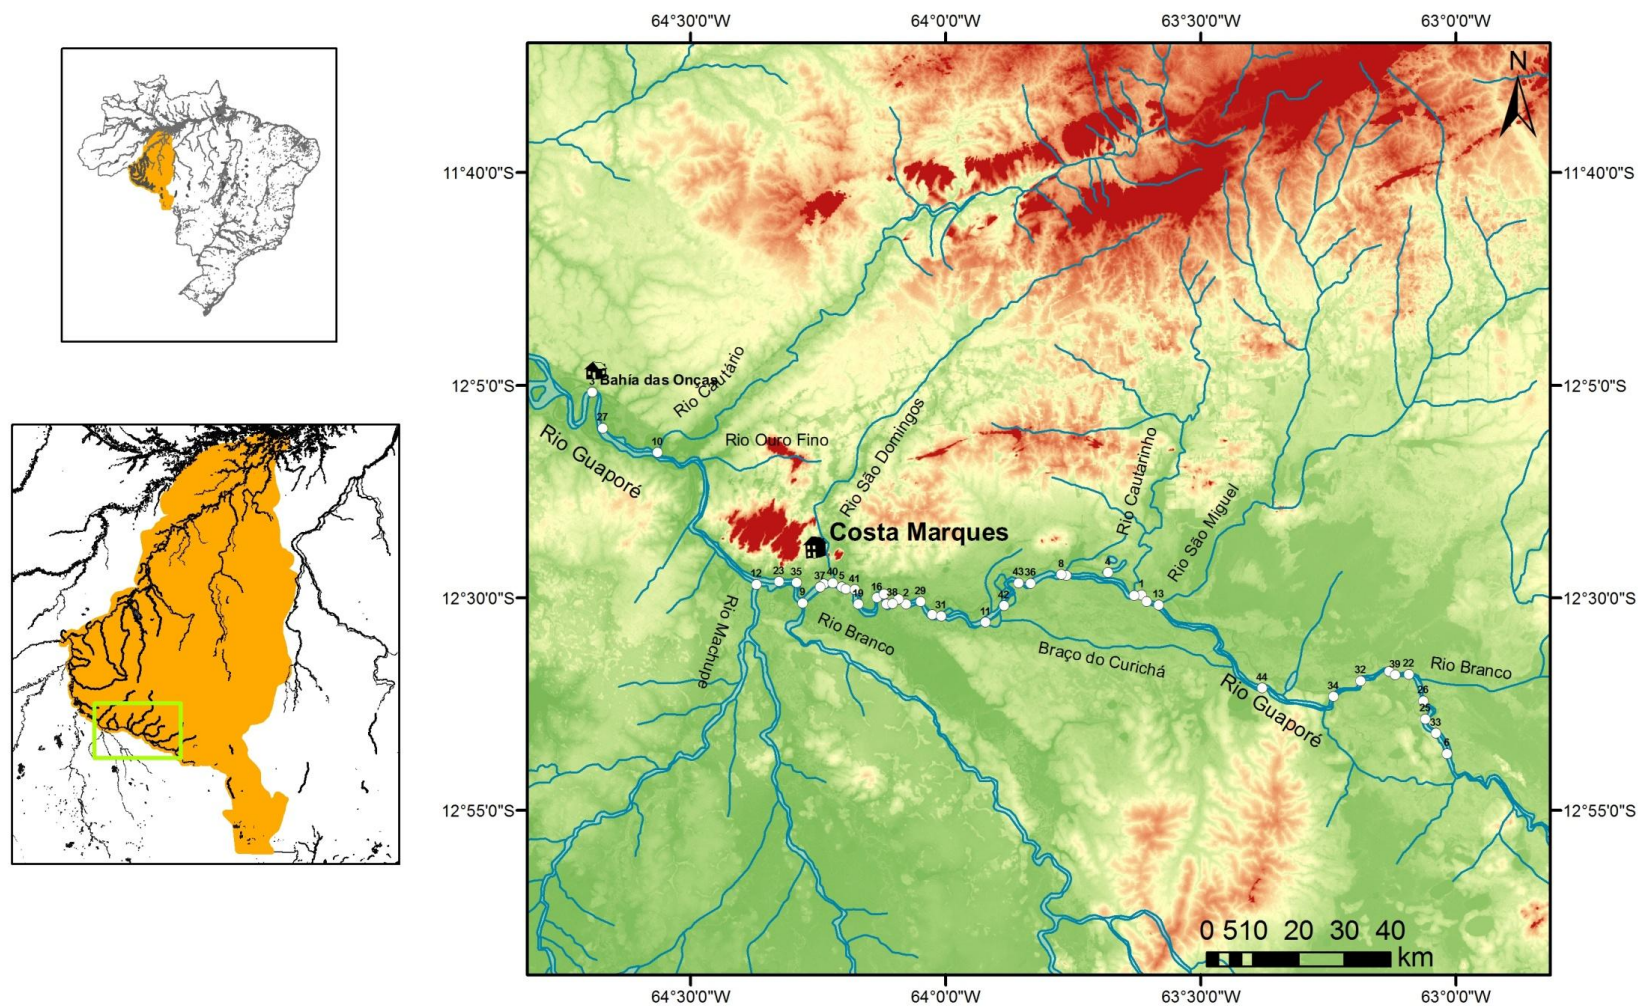 64°30'0"W
64°0'0"W
63°30'0"W
63°0'0"W
N
11°40'0"S
11°40'0"S
12°5'0"S
12°5'0"S
3
Bahía das Onças
Rio Cautário
27
10
Rio Guaporé
Rio Ouro Fino
Rio São Domingos
Rio Cautarinho
Rio São Miguel
Costa Marques
12°30'0"S
12°30'0"S
12
23
35
9
37
40
5
41
19
16
38
2
29
31
11
42
43
36
8
4
1
13
Rio Machupe
Rio Branco
Braço do Curichá
44
Rio Guaporé
34
32
39
22
Rio Branco
26
25
33
6
12°55'0"S
12°55'0"S
0 510 20 30 40
km
64°30'0"W
64°0'0"W
63°30'0"W
63°0'0"W